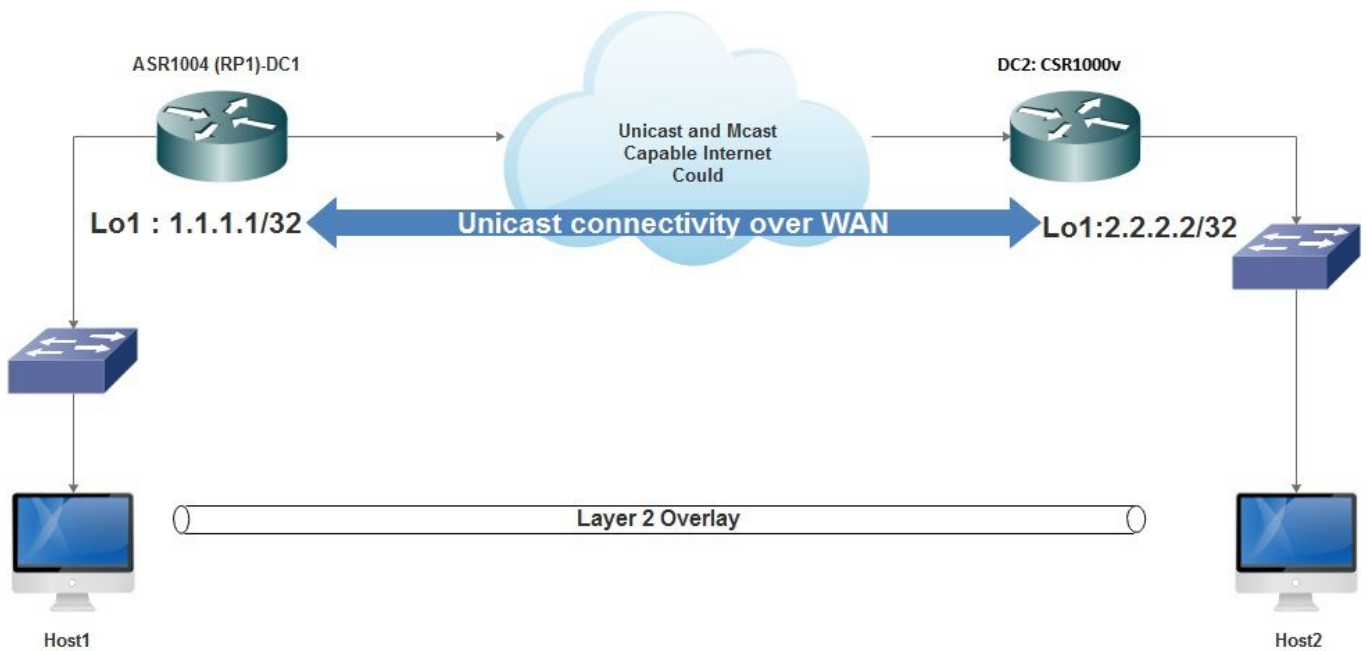 ASR1004 (RP1)-DC1
DC2: CSR1000v
Unicast and Mcast
Capable Internet
Could
Lo1 : 1.1.1.1/32
Unicast connectivity over WAN
Lo1:2.2.2.2/32
Layer 2 Overlay
Host1
Host2